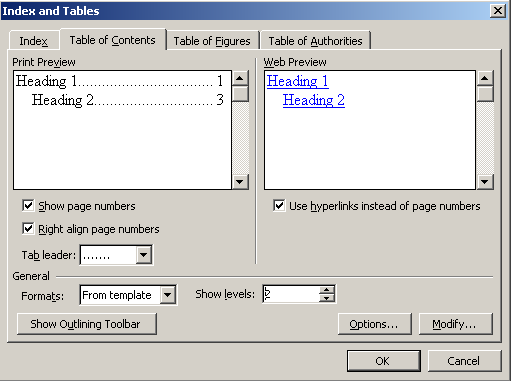 Index and Tables
Index Table of Contents Table of Figures Table of Authorities
Print Preview Web Preview
Heading 1.................................. 1 Heading 1
Heading 2.............................. 3 Heading 2
Show page numbers Use hyperlinks instead of page numbers
Right align page numbers
Tab leader: .......
General
Formats: From template Show levels: 2
Show Outlining Toolbar Options... Modify...
OK Cancel